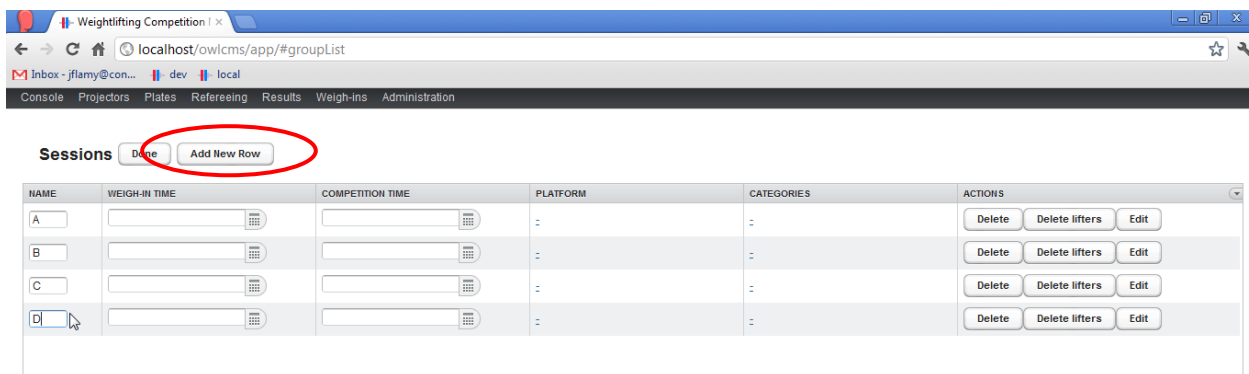 Weightlifting Competition
localhost/owlcms/app/#groupList
Inbox - jflamy@con... dev local
Console Projectors Plates Refereeing Results Weigh-ins Administration
Sessions Done Add New Row
NAME WEIGH-IN TIME COMPETITION TIME PLATFORM CATEGORIES ACTIONS
A - - Delete Delete lifters Edit
B - - Delete Delete lifters Edit
C - - Delete Delete lifters Edit
D - - Delete Delete lifters Edit